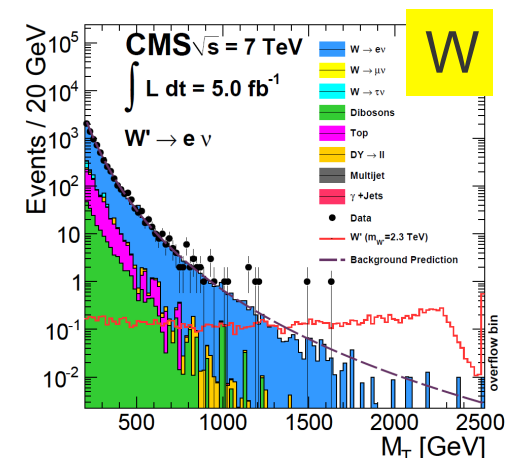 W
CMS √s = 7 TeV
∫ L dt = 5.0 fb⁻¹
W' → e ν
W → eν
W → μν
W → τν
Dibosons
Top
DY → ll
Multijet
γ +Jets
Data
W' (m_W'=2.3 TeV)
Background Prediction
Events / 20 GeV
10⁵
10⁴
10³
10²
10
1
10⁻¹
10⁻²
500
1000
1500
2000
2500
M_T [GeV]
overflow bin